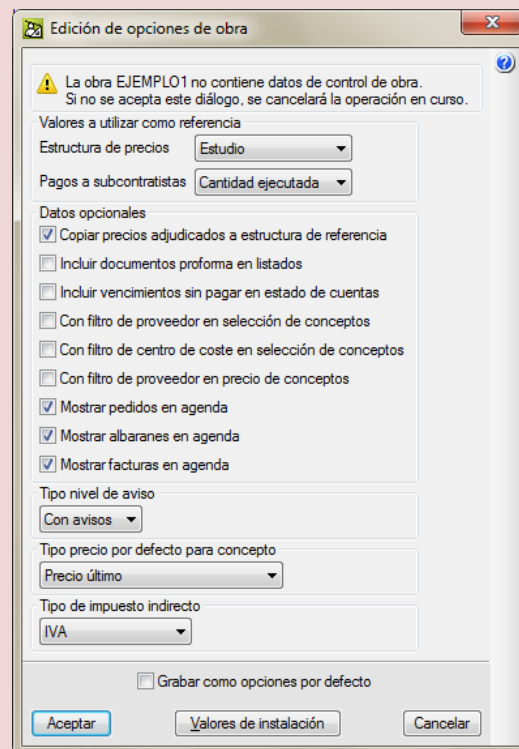 Edición de opciones de obra
La obra EJEMPLO1 no contiene datos de control de obra.
Si no se acepta este diálogo, se cancelará la operación en curso.
Valores a utilizar como referencia
Estructura de precios Estudio
Pagos a subcontratistas Cantidad ejecutada
Datos opcionales
Copiar precios adjudicados a estructura de referencia
Incluir documentos proforma en listados
Incluir vencimientos sin pagar en estado de cuentas
Con filtro de proveedor en selección de conceptos
Con filtro de centro de coste en selección de conceptos
Con filtro de proveedor en precio de conceptos
Mostrar pedidos en agenda
Mostrar albaranes en agenda
Mostrar facturas en agenda
Tipo nivel de aviso
Con avisos
Tipo precio por defecto para concepto
Precio último
Tipo de impuesto indirecto
IVA
Grabar como opciones por defecto
Aceptar Valores de instalación Cancelar